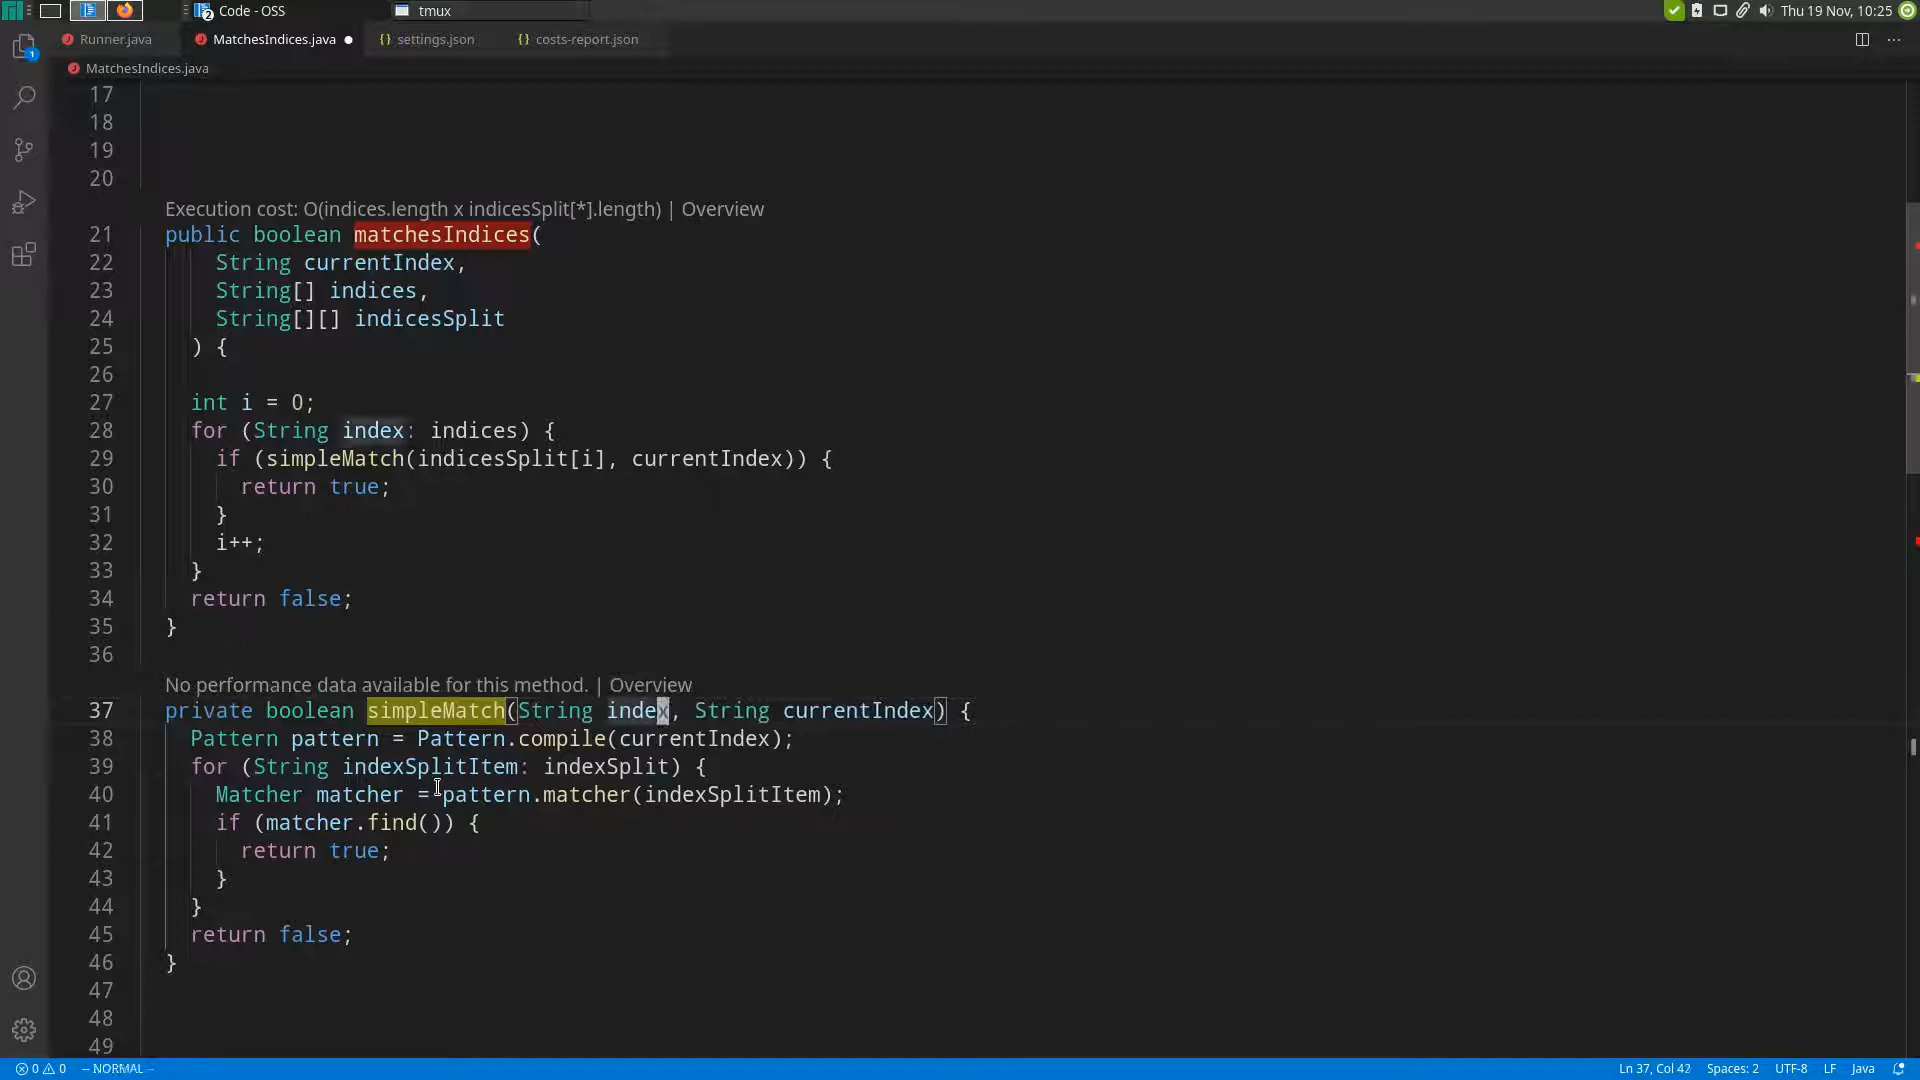 Code - OSS
tmux
Thu 19 Nov, 10:25
Runner.java
MatchesIndices.java
settings.json
costs-report.json
MatchesIndices.java
17
18
19
20
Execution cost: O(indices.length x indicesSplit[*].length) | Overview
21 public boolean matchesIndices(
22 String currentIndex,
23 String[] indices,
24 String[][] indicesSplit
25 ) {
26
27 int i = 0;
28 for (String index: indices) {
29 if (simpleMatch(indicesSplit[i], currentIndex)) {
30 return true;
31 }
32 i++;
33 }
34 return false;
35 }
36
No performance data available for this method. | Overview
37 private boolean simpleMatch(String index, String currentIndex) {
38 Pattern pattern = Pattern.compile(currentIndex);
39 for (String indexSplitItem: indexSplit) {
40 Matcher matcher = pattern.matcher(indexSplitItem);
41 if (matcher.find()) {
42 return true;
43 }
44 }
45 return false;
46 }
47
48
49
0 0 -- NORMAL -- Ln 37, Col 42 Spaces: 2 UTF-8 LF Java